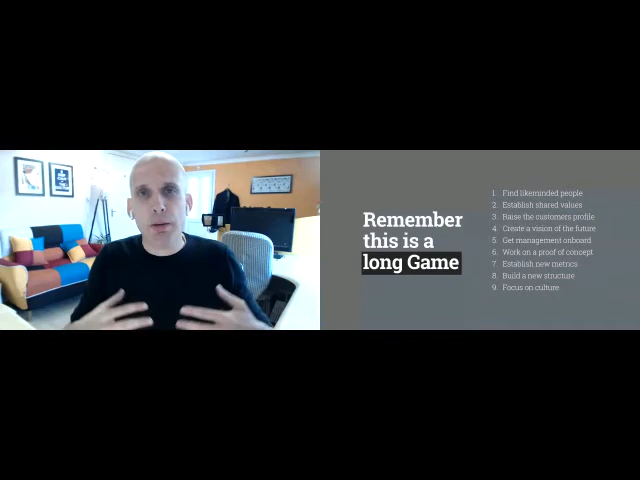 Remember
this is a
long Game
1. Find likeminded people
2. Establish shared values
3. Raise the customers profile
4. Create a vision of the future
5. Get management onboard
6. Work on a proof of concept
7. Establish new metrics
8. Build a new structure
9. Focus on culture